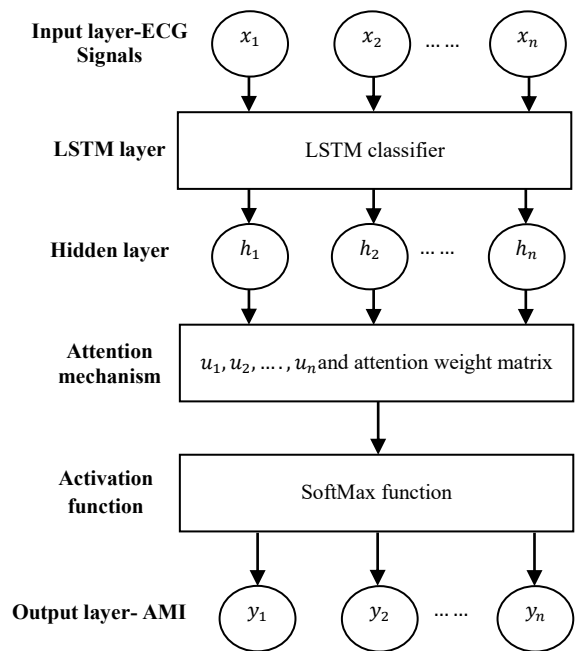 Input layer-ECG
Signals
x₁ x₂ …… xₙ
LSTM layer
LSTM classifier
Hidden layer
h₁ h₂ …… hₙ
Attention
mechanism
u₁, u₂, …., uₙ and attention weight matrix
Activation
function
SoftMax function
Output layer- AMI
y₁ y₂ …… yₙ